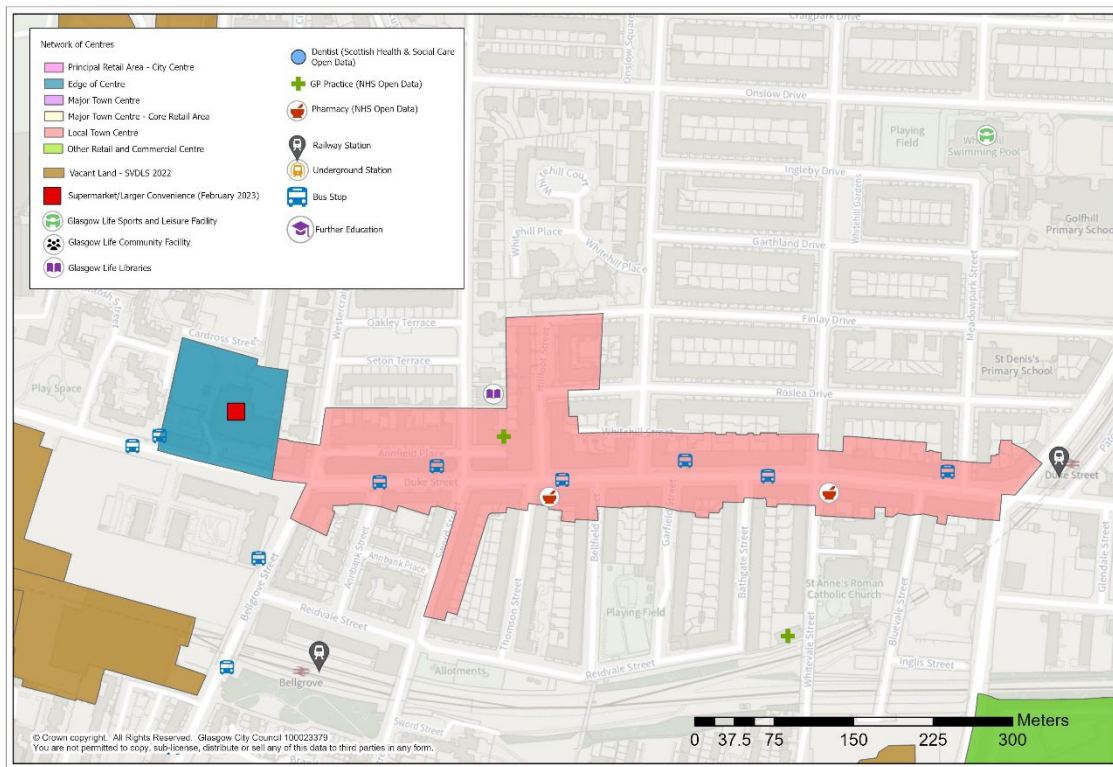 Network of Centres
Principal Retail Area - City Centre
Edge of Centre
Major Town Centre
Major Town Centre - Core Retail Area
Local Town Centre
Other Retail and Commercial Centre
Vacant Land - SVDLS 2022
Supermarket/Larger Convenience (February 2023)
Glasgow Life Sports and Leisure Facility
Glasgow Life Community Facility
Glasgow Life Libraries
Dentist (Scottish Health & Social Care
Open Data)
GP Practice (NHS Open Data)
Pharmacy (NHS Open Data)
Railway Station
Underground Station
Bus Stop
Further Education
Craigpark Drive
Onslow Square
Onslow Drive
Playing
Field
Swimming Pool
Ingleby Drive
Whitehill Gardens
Golfhill
Primary School
Garthland Drive
Meadowpark Street
Whitehill Place
Whitehill Place
Finlay Drive
Oakley Terrace
Cardross Street
Seton Terrace
St Denis's
Primary School
Play Space
Roslea Drive
Whitehill Street
Annfield Place
Duke Street
Duke Street
Bellfield Street
Garfield Street
Bathgate Street
Annbank Street
Annbank Place
Glendale Street
St Anne's Roman
Catholic Church
Bellgrove Street
Reidvale Street
Thomson Street
Playing Field
Whitevale Street
Bluevale Street
Reidvale Street
Inglis Street
Allotments
Bellgrove
Sword Street
Meters
0 37.5 75 150 225 300
© Crown copyright. All Rights Reserved. Glasgow City Council 100023379
You are not permitted to copy, sub-license, distribute or sell any of this data to third parties in any form.